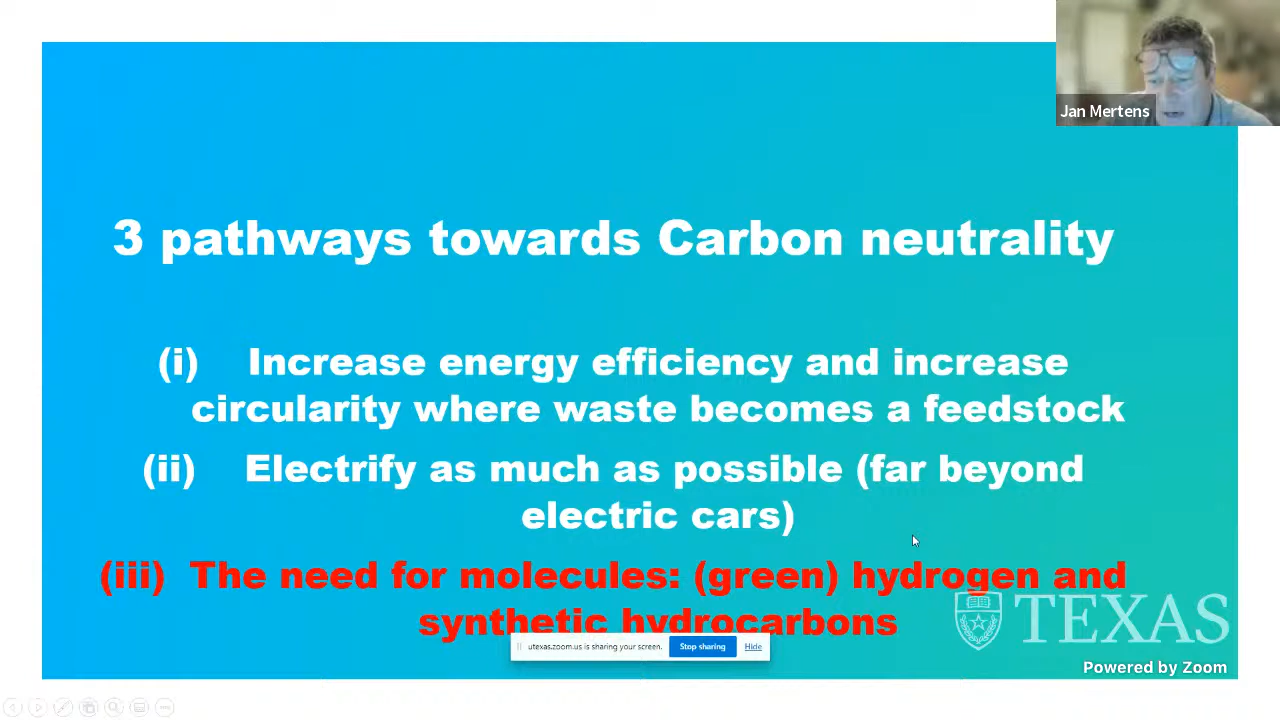 Jan Mertens
3 pathways towards Carbon neutrality
(i) Increase energy efficiency and increase
circularity where waste becomes a feedstock
(ii) Electrify as much as possible (far beyond
electric cars)
(iii) The need for molecules: (green) hydrogen and
synthetic hydrocarbons
utexas.zoom.us is sharing your screen. Stop sharing Hide
TEXAS
Powered by Zoom